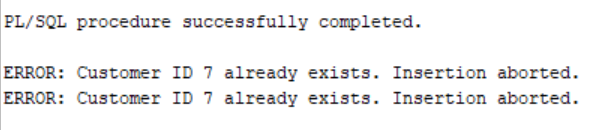 PL/SQL procedure successfully completed.
ERROR: Customer ID 7 already exists. Insertion aborted.
ERROR: Customer ID 7 already exists. Insertion aborted.